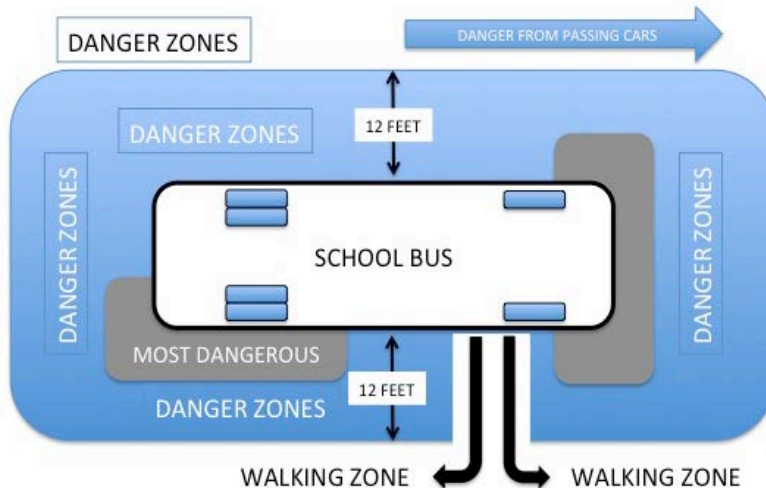 DANGER ZONES
DANGER FROM PASSING CARS
12 FEET
DANGER ZONES
DANGER ZONES
DANGER ZONES
SCHOOL BUS
MOST DANGEROUS
12 FEET
DANGER ZONES
WALKING ZONE
WALKING ZONE